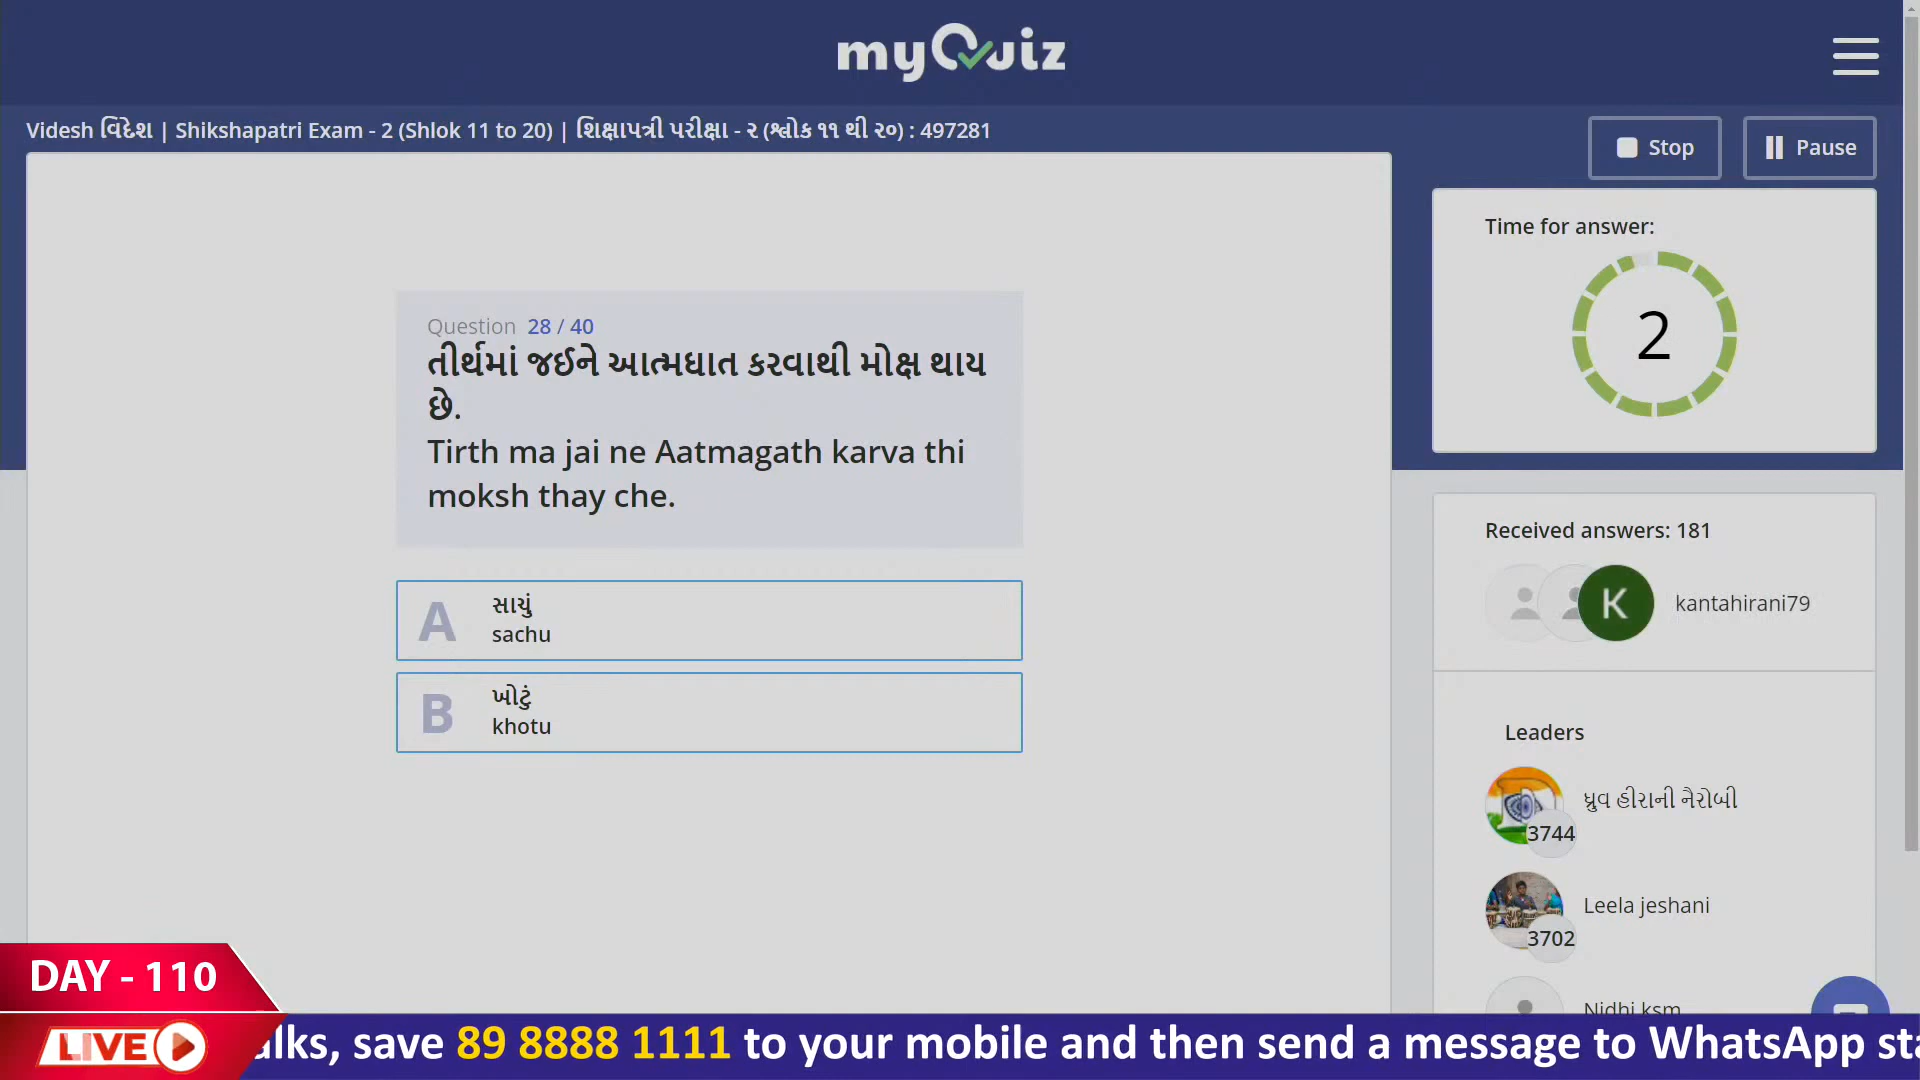 myQuiz
Videsh વિદેશ | Shikshapatri Exam - 2 (Shlok 11 to 20) | શિક્ષાપત્રી પરીક્ષા - ૨ (શ્લોક ૧૧ થી ૨૦) : 497281
Stop
Pause
Time for answer:
2
Question 28 / 40
તીર્થમાં જઈને આત્મઘાત કરવાથી મોક્ષ થાય
છે.
Tirth ma jai ne Aatmagath karva thi
moksh thay che.
A
સાચું
sachu
B
ખોટું
khotu
Received answers: 181
K
kantahirani79
Leaders
ધ્રુવ હીરાની નૈરોબી
3744
Leela jeshani
3702
Nidhi ksm
DAY - 110
LIVE
save 89 8888 1111 to your mobile and then send a message to WhatsApp